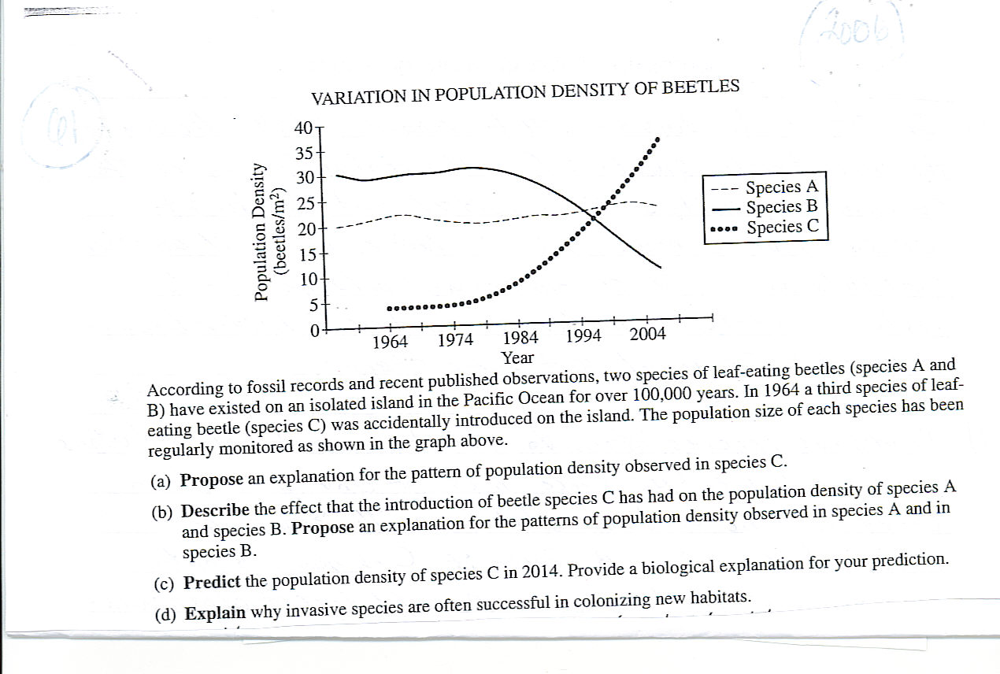 2006
Q1
VARIATION IN POPULATION DENSITY OF BEETLES
Population Density
(beetles/m²)
40
35
30
25
20
15
10
5
0
1964 1974 1984 1994 2004
Year
Species A
Species B
Species C
According to fossil records and recent published observations, two species of leaf-eating beetles (species A and
B) have existed on an isolated island in the Pacific Ocean for over 100,000 years. In 1964 a third species of leaf-
eating beetle (species C) was accidentally introduced on the island. The population size of each species has been
regularly monitored as shown in the graph above.
(a) Propose an explanation for the pattern of population density observed in species C.
(b) Describe the effect that the introduction of beetle species C has had on the population density of species A
and species B. Propose an explanation for the patterns of population density observed in species A and in
species B.
(c) Predict the population density of species C in 2014. Provide a biological explanation for your prediction.
(d) Explain why invasive species are often successful in colonizing new habitats.